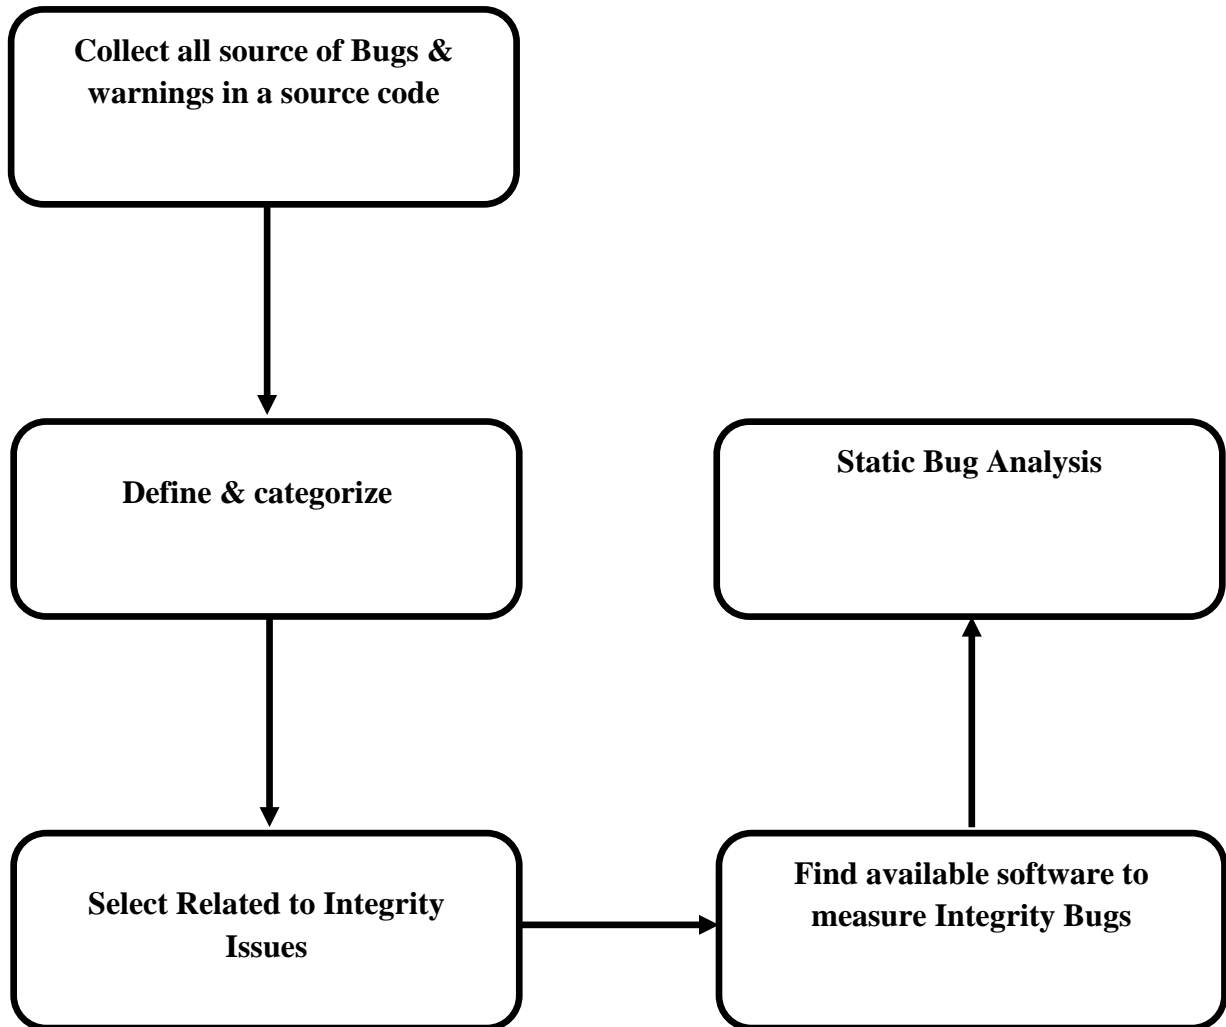 Collect all source of Bugs &
warnings in a source code
Define & categorize
Static Bug Analysis
Select Related to Integrity
Issues
Find available software to
measure Integrity Bugs